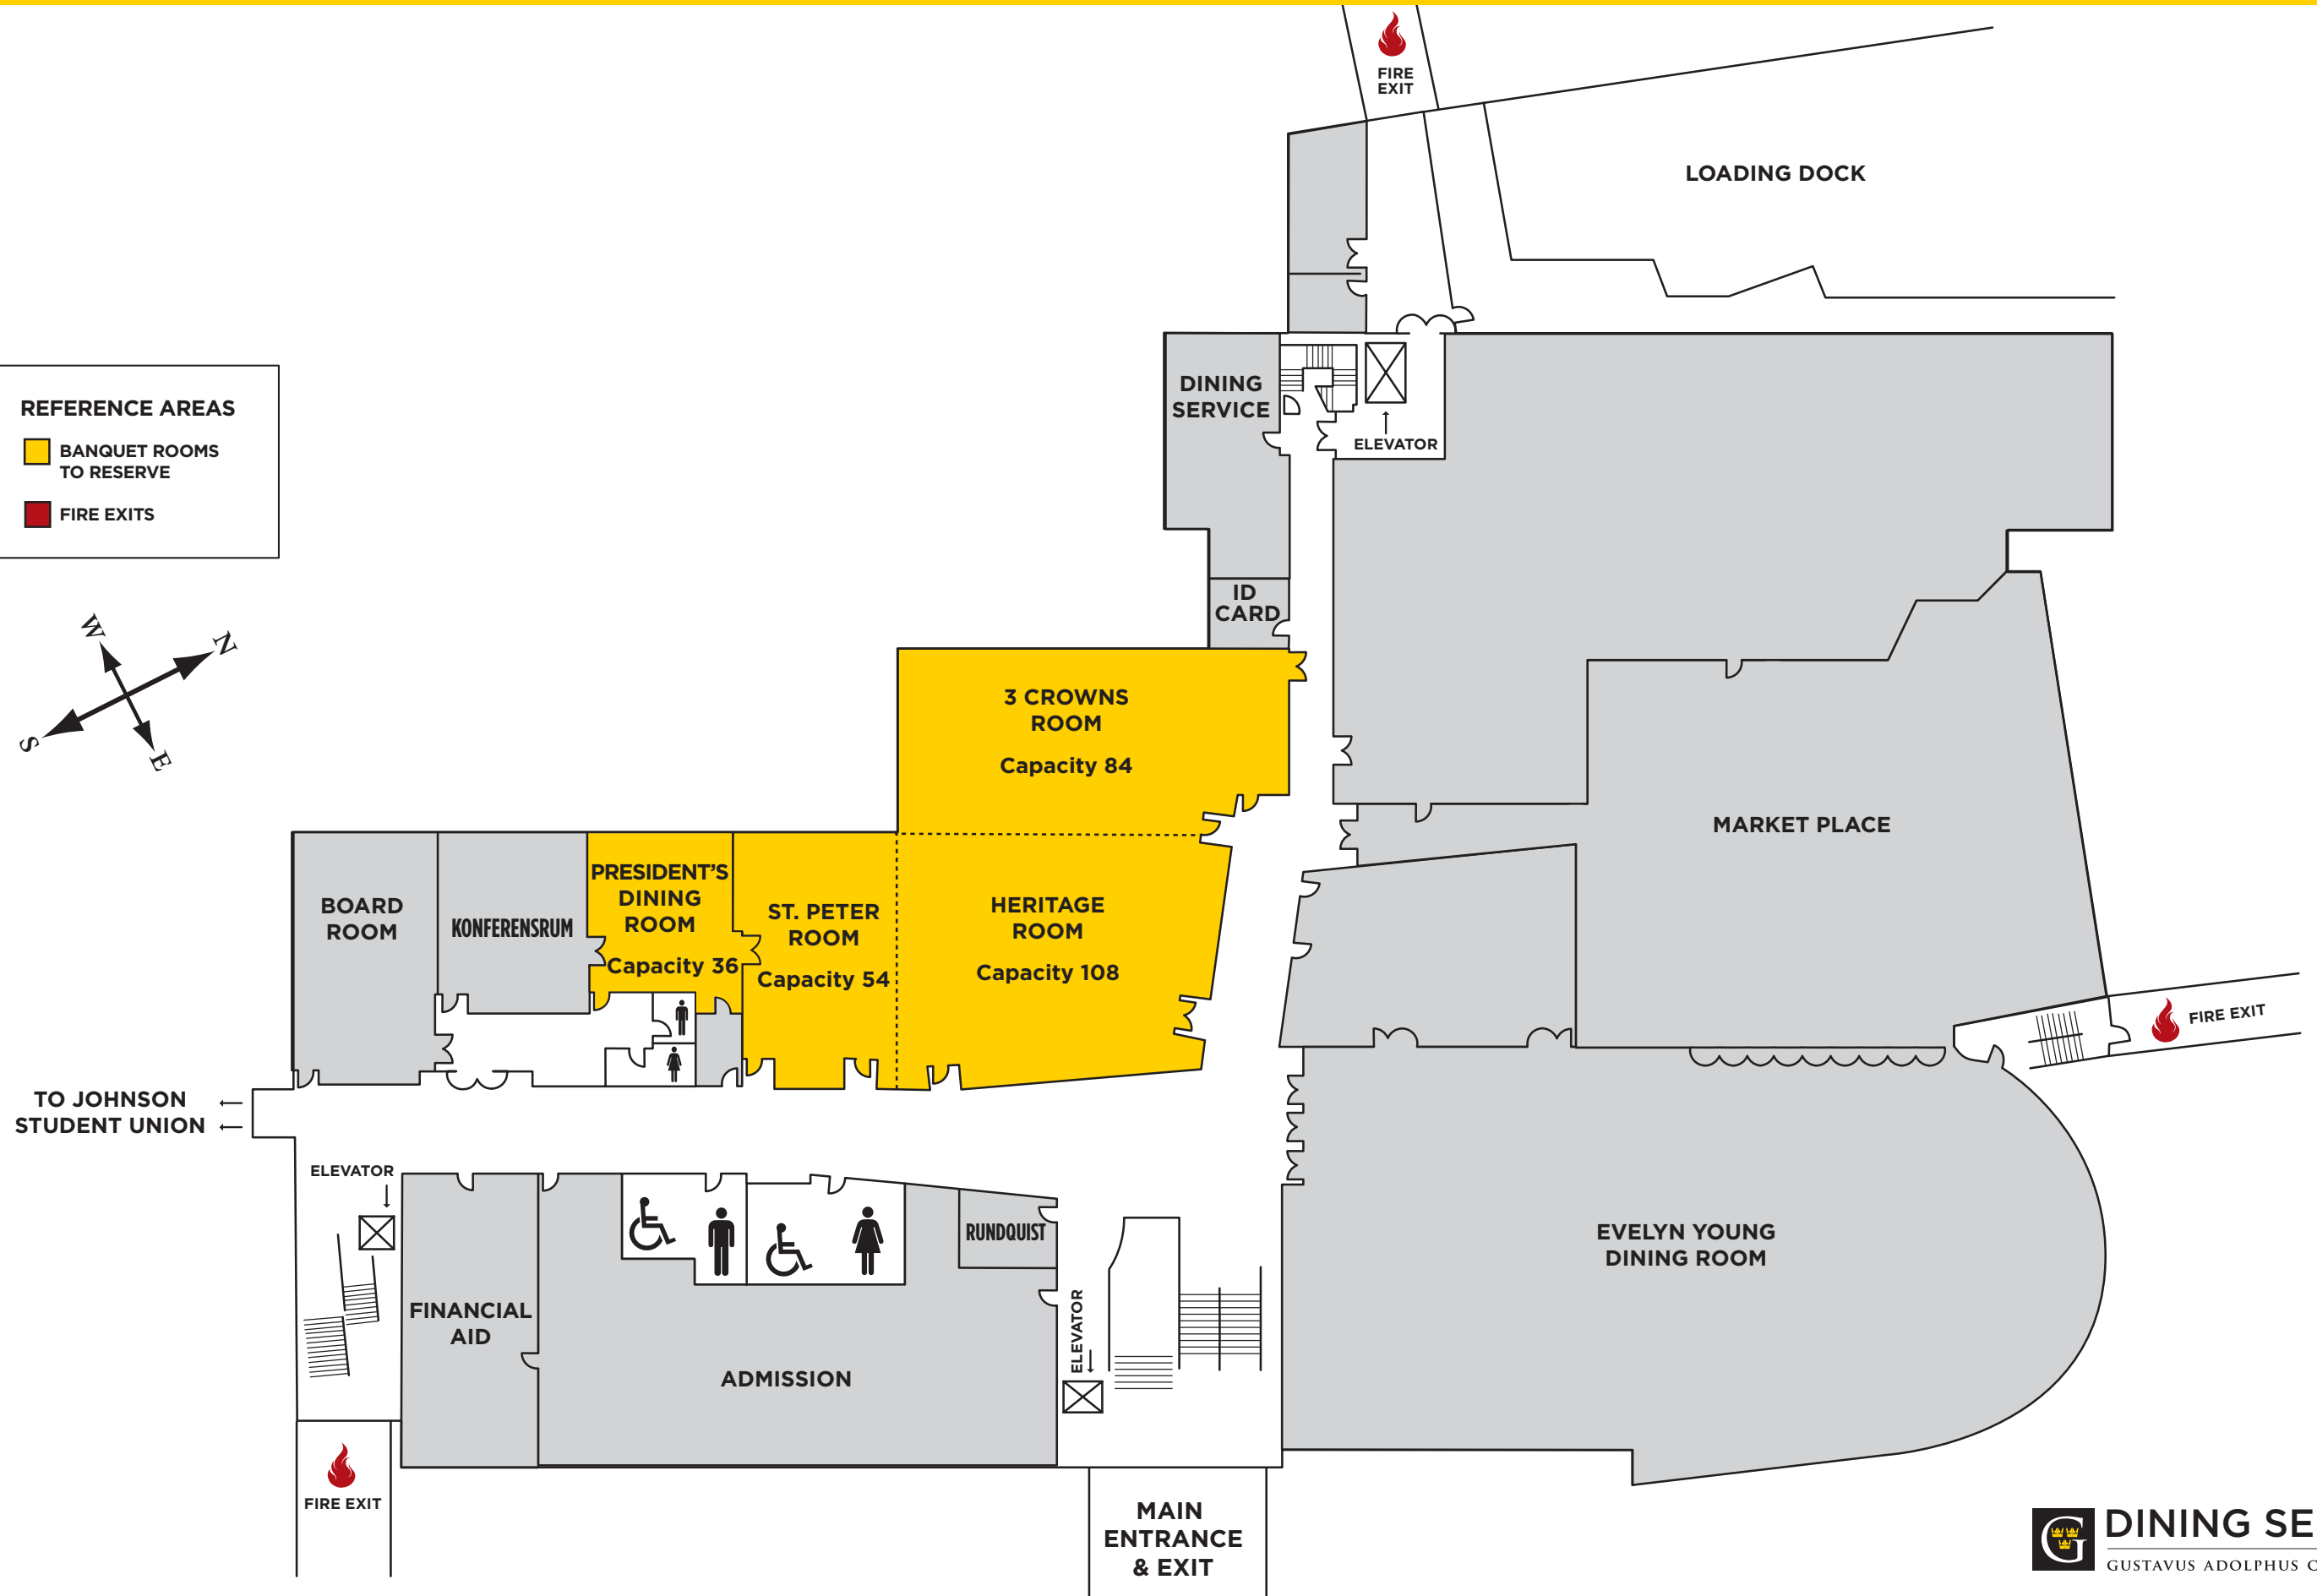 FIRE
EXIT
LOADING DOCK
DINING
SERVICE
ELEVATOR
REFERENCE AREAS
BANQUET ROOMS
TO RESERVE
FIRE EXITS
ID
CARD
W
N
S
E
3 CROWNS
ROOM
Capacity 84
MARKET PLACE
BOARD
ROOM
KONFERENSRUM
PRESIDENT'S
DINING
ROOM
Capacity 36
ST. PETER
ROOM
Capacity 54
HERITAGE
ROOM
Capacity 108
FIRE EXIT
TO JOHNSON
STUDENT UNION
ELEVATOR
RUNDQUIST
EVELYN YOUNG
DINING ROOM
FINANCIAL
AID
ELEVATOR
ADMISSION
FIRE EXIT
MAIN
ENTRANCE
& EXIT
G
DINING SE
GUSTAVUS ADOLPHUS C